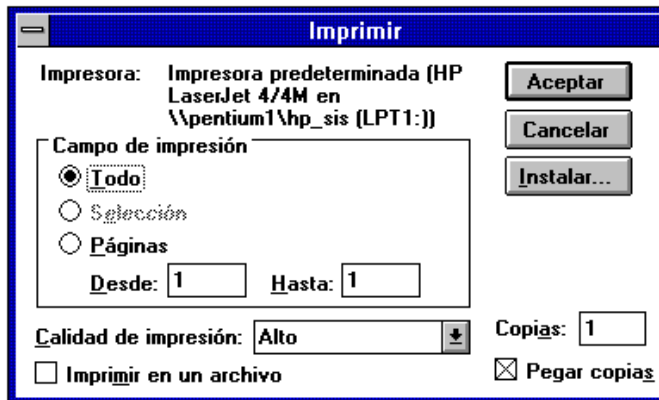 Imprimir
Impresora: Impresora predeterminada (HP
LaserJet 4/4M en
\\pentium1\hp_sis (LPT1:))
Aceptar
Cancelar
Instalar...
Campo de impresión
Todo
Selección
Páginas
Desde: 1 Hasta: 1
Calidad de impresión: Alto
Copias: 1
Imprimir en un archivo
Pegar copias